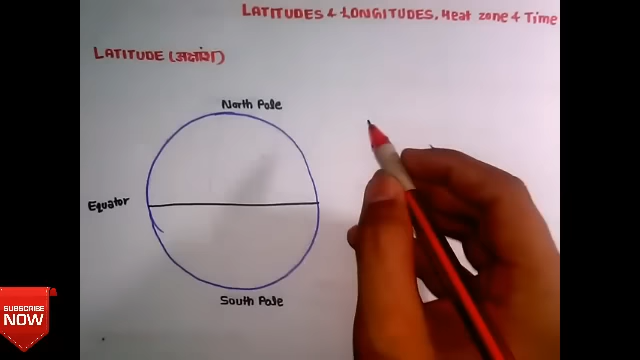 LATITUDES & LONGITUDES, Heat zone & Time
LATITUDE (अक्षांश)
North Pole
Equator
South Pole
SUBSCRIBE
NOW